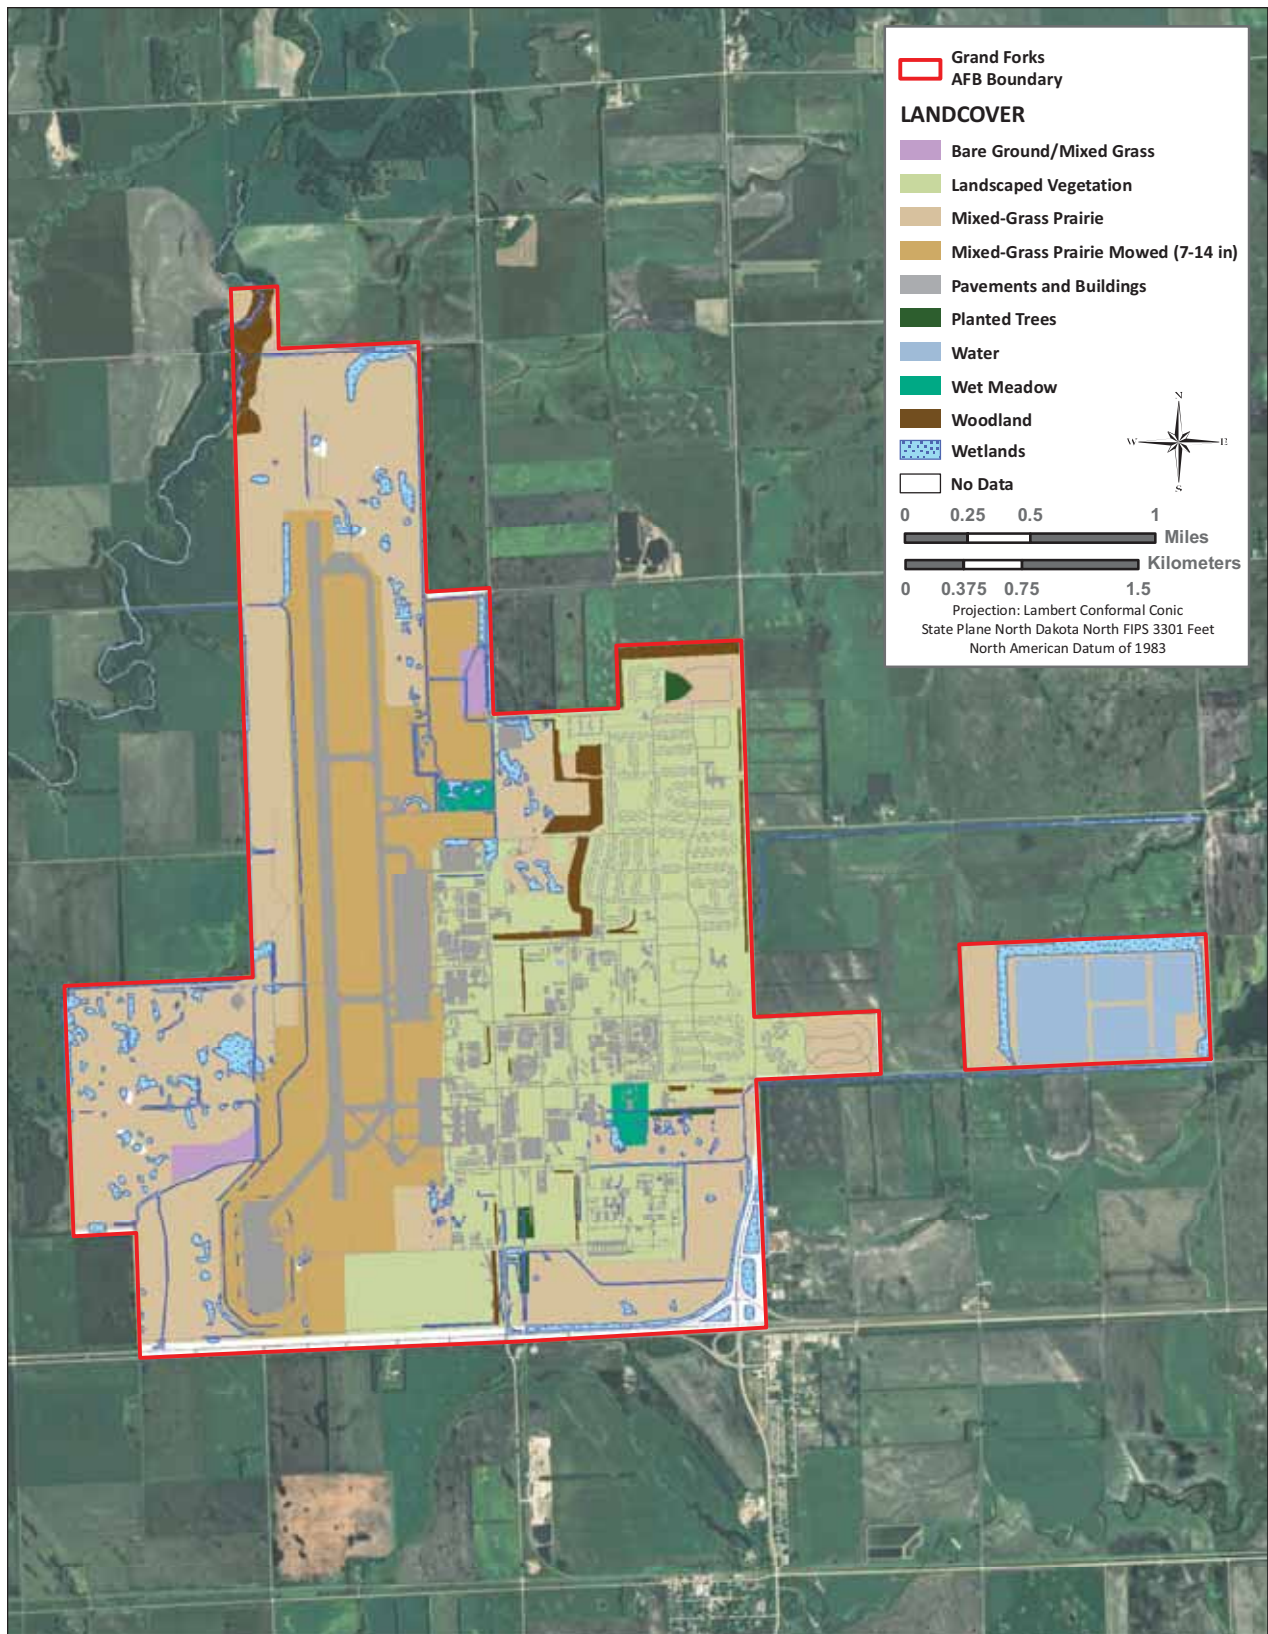 Grand Forks
AFB Boundary
LANDCOVER
Bare Ground/Mixed Grass
Landscaped Vegetation
Mixed-Grass Prairie
Mixed-Grass Prairie Mowed (7-14 in)
Pavements and Buildings
Planted Trees
Water
Wet Meadow
Woodland
Wetlands
No Data
N
W E
S
0 0.25 0.5 1
Miles
Kilometers
0 0.375 0.75 1.5
Projection: Lambert Conformal Conic
State Plane North Dakota North FIPS 3301 Feet
North American Datum of 1983